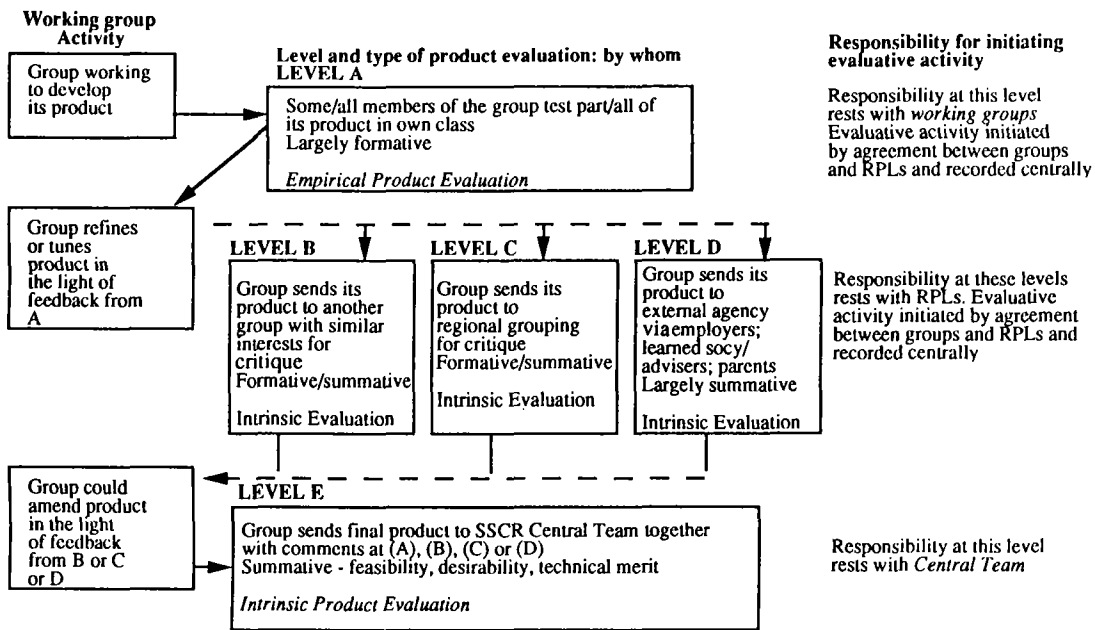 Working group
Activity
Group working
to develop
its product
Level and type of product evaluation: by whom
LEVEL A
Some/all members of the group test part/all of
its product in own class
Largely formative
Empirical Product Evaluation
Responsibility for initiating
evaluative activity
Responsibility at this level
rests with working groups
Evaluative activity initiated
by agreement between groups
and RPLs and recorded centrally
Group refines
or tunes
product in
the light of
feedback from
A
LEVEL B
Group sends its
product to another
group with similar
interests for
critique
Formative/summative
Intrinsic Evaluation
LEVEL C
Group sends its
product to
regional grouping
for critique
Formative/summative
Intrinsic Evaluation
LEVEL D
Group sends its
product to
external agency
via employers;
learned socy/
advisers; parents
Largely summative
Intrinsic Evaluation
Responsibility at these levels
rests with RPLs. Evaluative
activity initiated by agreement
between groups and RPLs and
recorded centrally
Group could
amend product
in the light
of feedback
from B or C
or D
LEVEL E
Group sends final product to SSCR Central Team together
with comments at (A), (B), (C) or (D)
Summative - feasibility, desirability, technical merit
Intrinsic Product Evaluation
Responsibility at this level
rests with Central Team